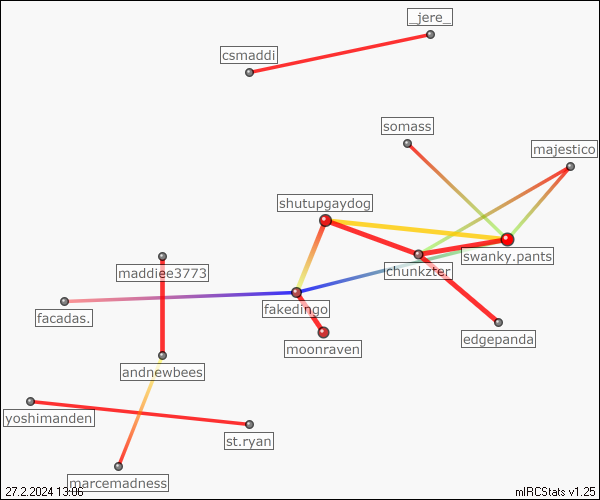 _jere_
csmaddi
somass
majestico
shutupgaydog
swanky.pants
chunkzter
maddiee3773
fakedingo
facadas.
edgepanda
moonraven
andnewbees
yoshimanden
st.ryan
marcemadness
27.2.2024 13:06
mIRCStats v1.25